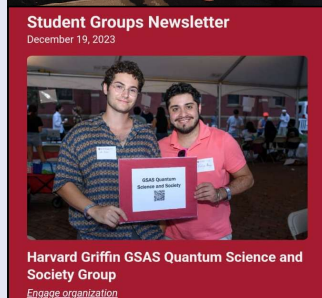 Student Groups Newsletter
December 19, 2023
GSAS Quantum
Science and Society
Harvard Griffin GSAS Quantum Science and
Society Group
Engage organization